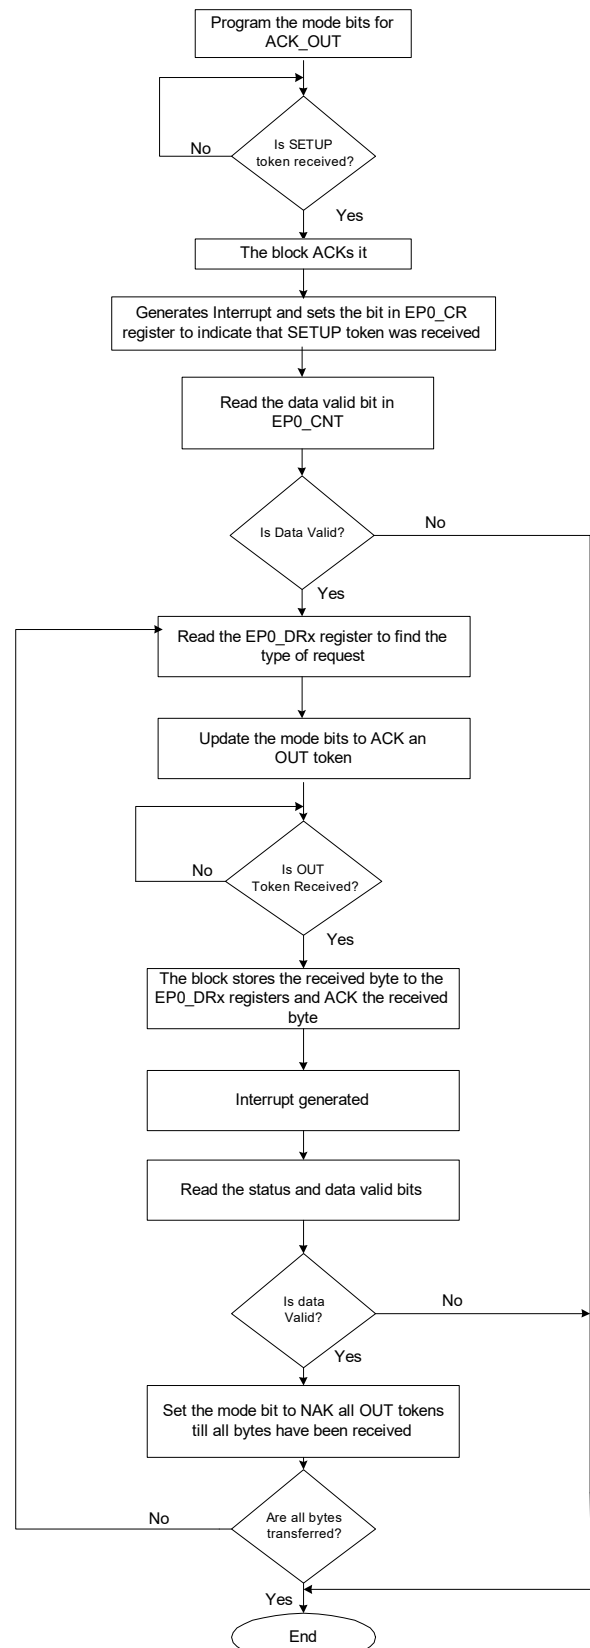 Program the mode bits for
ACK_OUT
Is SETUP
token received?
No
Yes
The block ACKs it
Generates Interrupt and sets the bit in EP0_CR
register to indicate that SETUP token was received
Read the data valid bit in
EP0_CNT
Is Data Valid?
No
Yes
Read the EP0_DRx register to find the
type of request
Update the mode bits to ACK an
OUT token
Is OUT
Token Received?
No
Yes
The block stores the received byte to the
EP0_DRx registers and ACK the received
byte
Interrupt generated
Read the status and data valid bits
Is data
Valid?
No
Yes
Set the mode bit to NAK all OUT tokens
till all bytes have been received
Are all bytes
transferred?
No
Yes
End